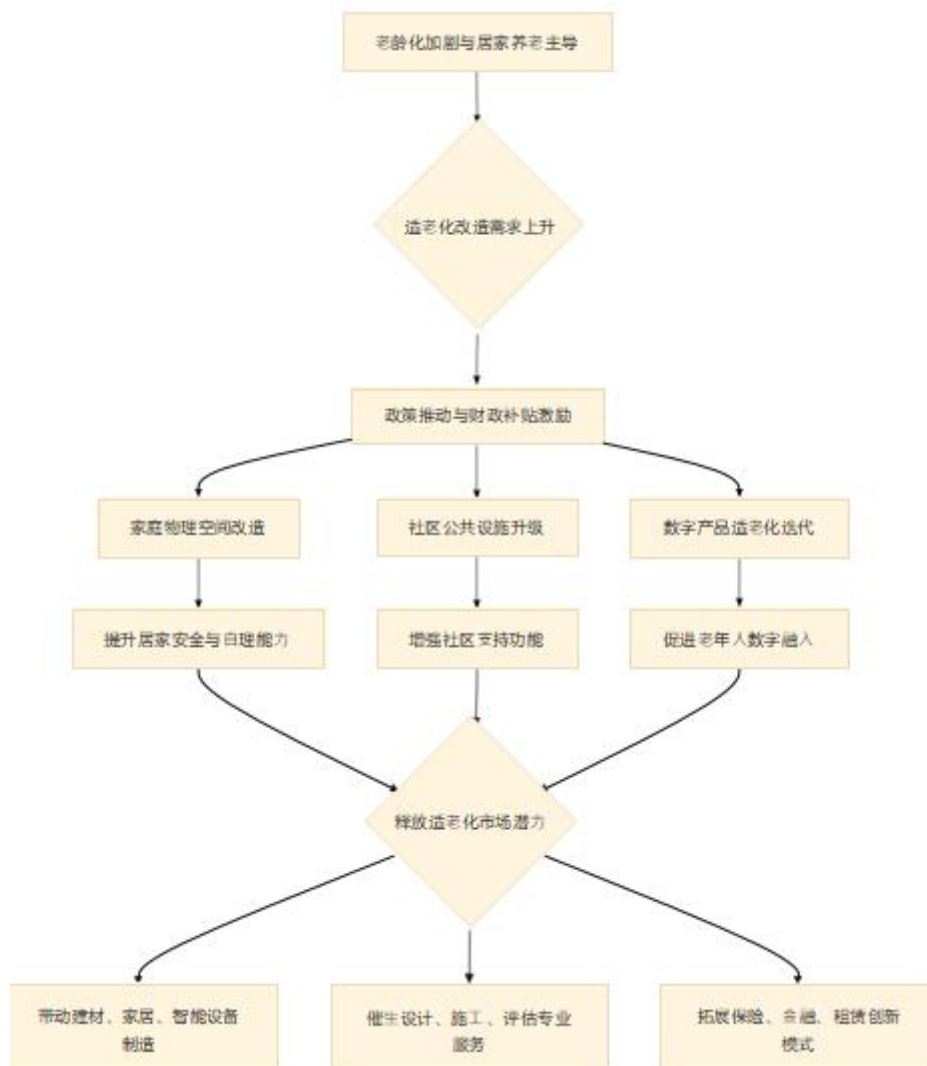 老龄化加剧与居家养老主导
适老化改造需求上升
政策推动与财政补贴激励
家庭物理空间改造
社区公共设施升级
数字产品适老化迭代
提升居家安全与自理能力
增强社区支持功能
促进老年人数字融入
释放适老化市场潜力
带动建材、家居、智能设备
制造
催生设计、施工、评估专业
服务
拓展保险、金融、租赁创新
模式